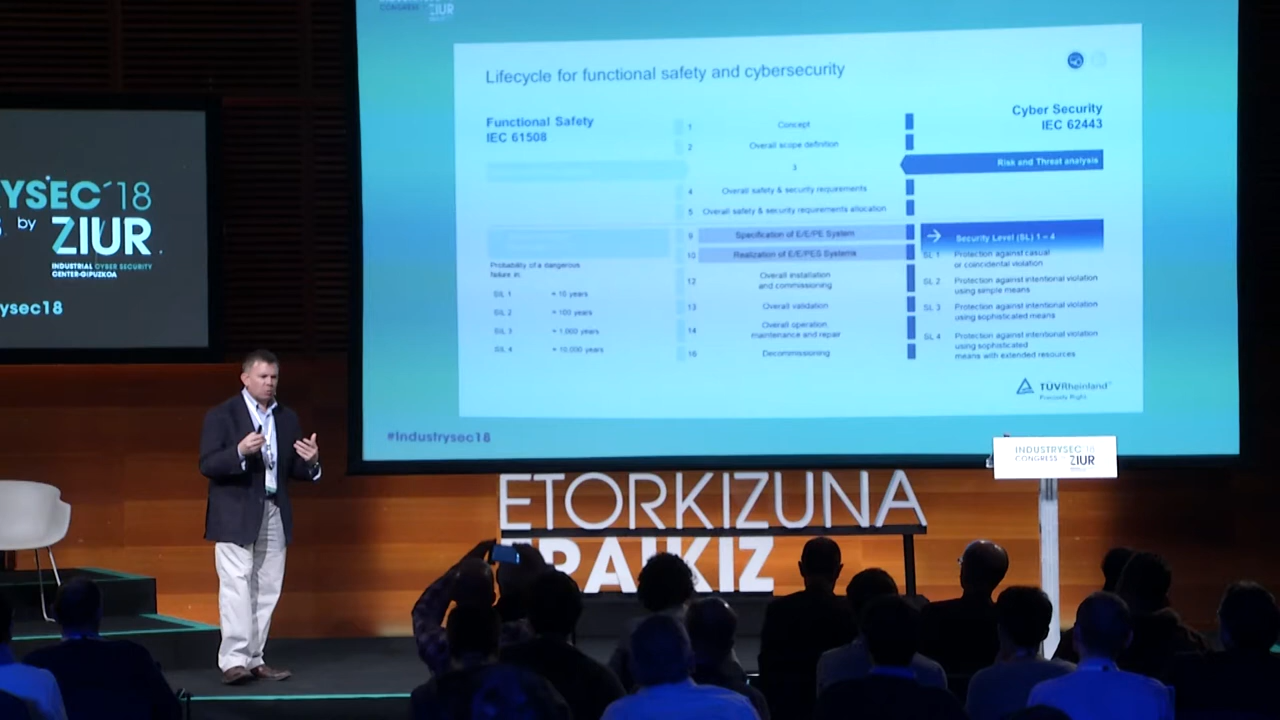 CONGRESS
ZIUR
Lifecycle for functional safety and cybersecurity
Functional Safety
IEC 61508
Cyber Security
IEC 62443
1 Concept
2 Overall scope definition
3
Risk and Threat analysis
4 Overall safety & security requirements
5 Overall safety & security requirements allocation
9 Specification of E/E/PE System
10 Realization of E/E/PES Systems
12 Overall installation
and commissioning
13 Overall validation
14 Overall operation,
maintenance and repair
16 Decommissioning
Probability of a dangerous
failure in:
SIL 1 = 10 years
SIL 2 = 100 years
SIL 3 = 1,000 years
SIL 4 = 10,000 years
Security Level (SL) 1 – 4
SL 1 Protection against casual
or coincidental violation
SL 2 Protection against intentional violation
using simple means
SL 3 Protection against intentional violation
using sophisticated means
SL 4 Protection against intentional violation
using sophisticated
means with extended resources
TÜVRheinland
Precisely Right.
#Industrysec18
YSEC´18
by ZIUR
INDUSTRIAL CYBER SECURITY
CENTER-GIPUZKOA
ysec18
INDUSTRYSEC´18
CONGRESS
ZIUR
ETORKIZUNA
ERAIKIZ